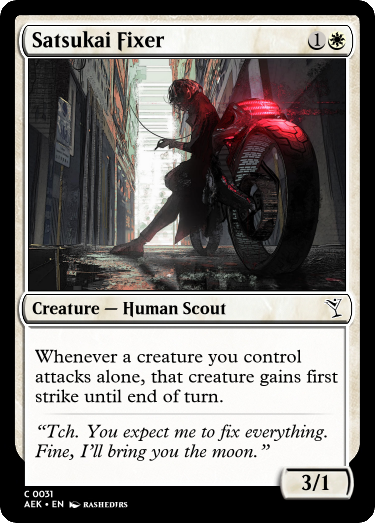 Satsukai Fixer 1
Creature — Human Scout
Whenever a creature you control
attacks alone, that creature gains first
strike until end of turn.
“Tch. You expect me to fix everything.
Fine, I’ll bring you the moon.”
3/1
C 0031
AEK • EN RASHEDJRS